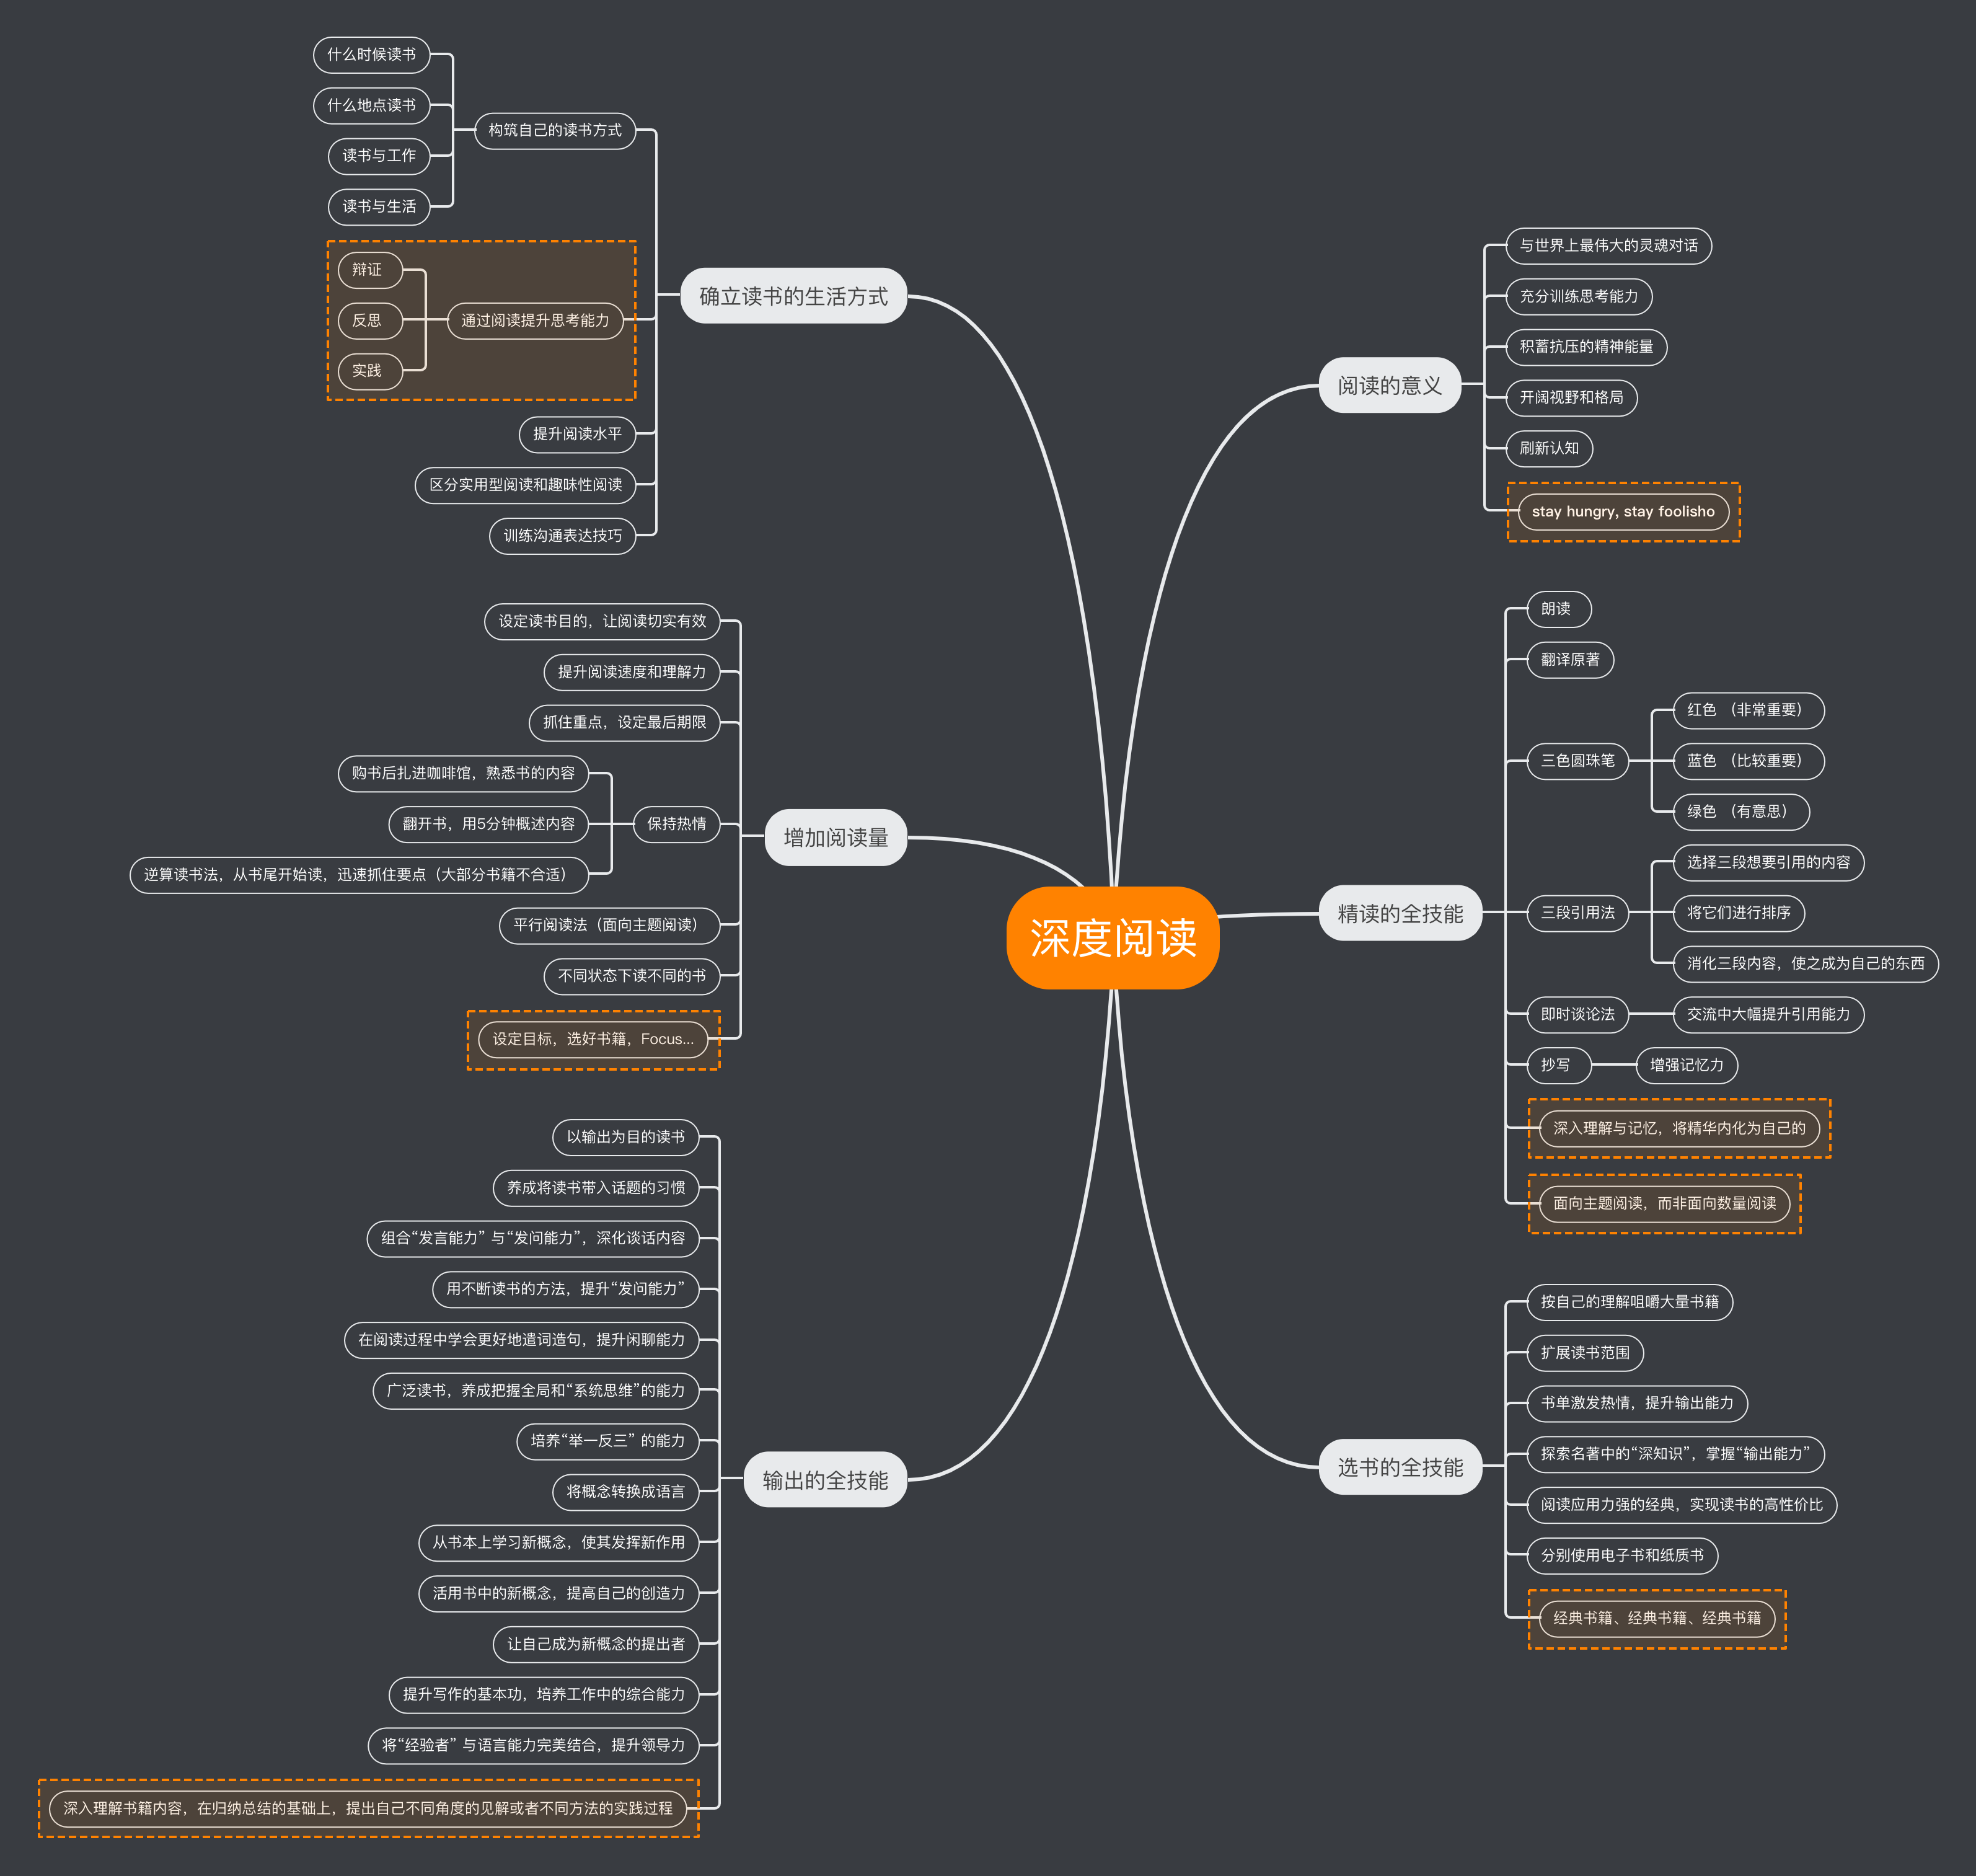 深度阅读
阅读的意义
与世界上最伟大的灵魂对话
充分训练思考能力
积蓄抗压的精神能量
开阔视野和格局
刷新认知
stay hungry, stay foolisho
精读的全技能
朗读
翻译原著
三色圆珠笔
红色 （非常重要）
蓝色 （比较重要）
绿色 （有意思）
三段引用法
选择三段想要引用的内容
将它们进行排序
消化三段内容，使之成为自己的东西
即时谈论法
交流中大幅提升引用能力
抄写
增强记忆力
深入理解与记忆，将精华内化为自己的
面向主题阅读，而非面向数量阅读
选书的全技能
按自己的理解咀嚼大量书籍
扩展读书范围
书单激发热情，提升输出能力
探索名著中的“深知识”，掌握“输出能力”
阅读应用力强的经典，实现读书的高性价比
分别使用电子书和纸质书
经典书籍、经典书籍、经典书籍
确立读书的生活方式
构筑自己的读书方式
什么时候读书
什么地点读书
读书与工作
读书与生活
通过阅读提升思考能力
辩证
反思
实践
提升阅读水平
区分实用型阅读和趣味性阅读
训练沟通表达技巧
增加阅读量
设定读书目的，让阅读切实有效
提升阅读速度和理解力
抓住重点，设定最后期限
保持热情
购书后扎进咖啡馆，熟悉书的内容
翻开书，用5分钟概述内容
逆算读书法，从书尾开始读，迅速抓住要点（大部分书籍不合适）
平行阅读法（面向主题阅读）
不同状态下读不同的书
设定目标，选好书籍，Focus...
输出的全技能
以输出为目的读书
养成将读书带入话题的习惯
组合“发言能力” 与“发问能力”，深化谈话内容
用不断读书的方法，提升“发问能力”
在阅读过程中学会更好地遣词造句，提升闲聊能力
广泛读书，养成把握全局和“系统思维”的能力
培养“举一反三” 的能力
将概念转换成语言
从书本上学习新概念，使其发挥新作用
活用书中的新概念，提高自己的创造力
让自己成为新概念的提出者
提升写作的基本功，培养工作中的综合能力
将“经验者” 与语言能力完美结合，提升领导力
深入理解书籍内容，在归纳总结的基础上，提出自己不同角度的见解或者不同方法的实践过程